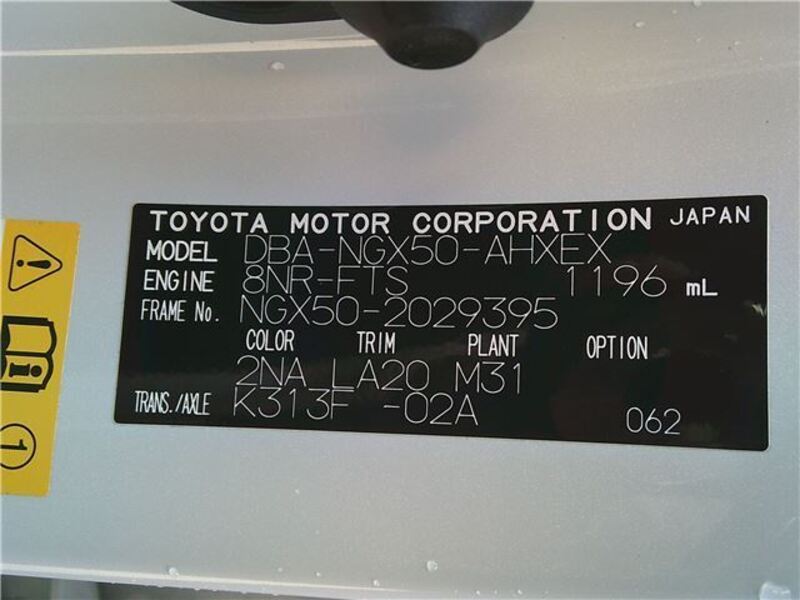 TOYOTA MOTOR CORPORATION JAPAN
MODEL DBA-NGX50-AHXEX
ENGINE 8NR-FTS 1196 mL
FRAME No. NGX50-2029395
COLOR TRIM PLANT OPTION
2NA LA20 M31
TRANS./AXLE K313F -02A 062
i
1